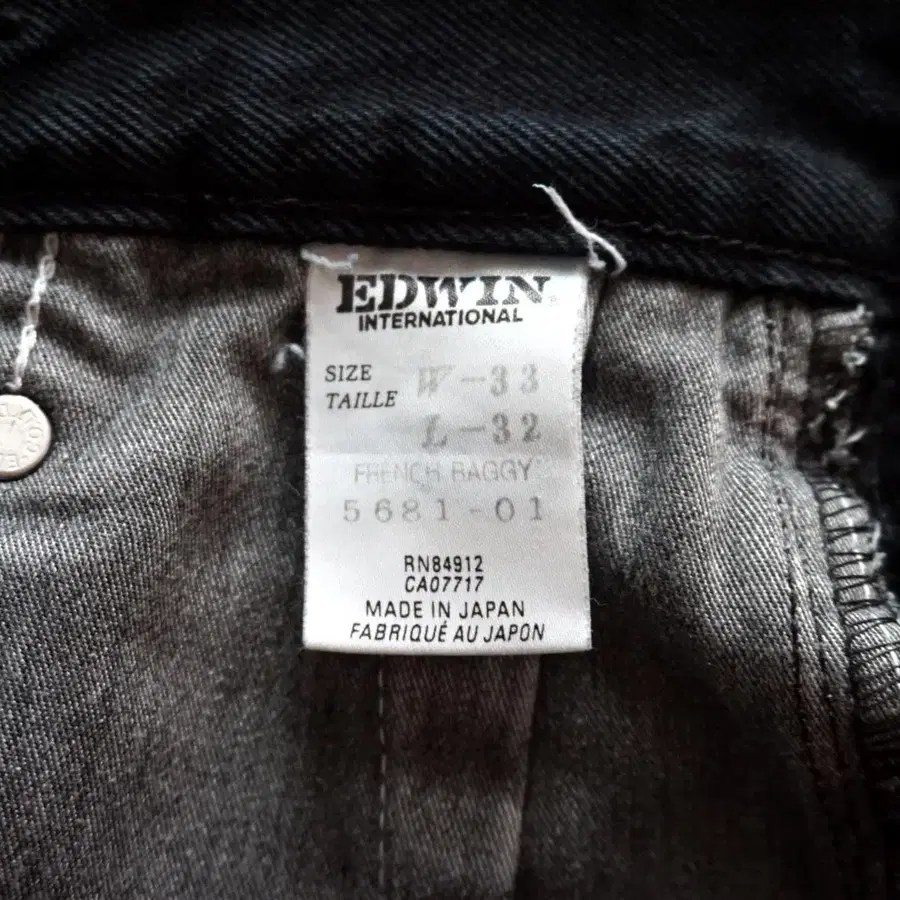 EDWIN
INTERNATIONAL
SIZE W-33
TAILLE
L-32
FRENCH BAGGY
5681-01
RN84912
CA07717
MADE IN JAPAN
FABRIQUÉ AU JAPON